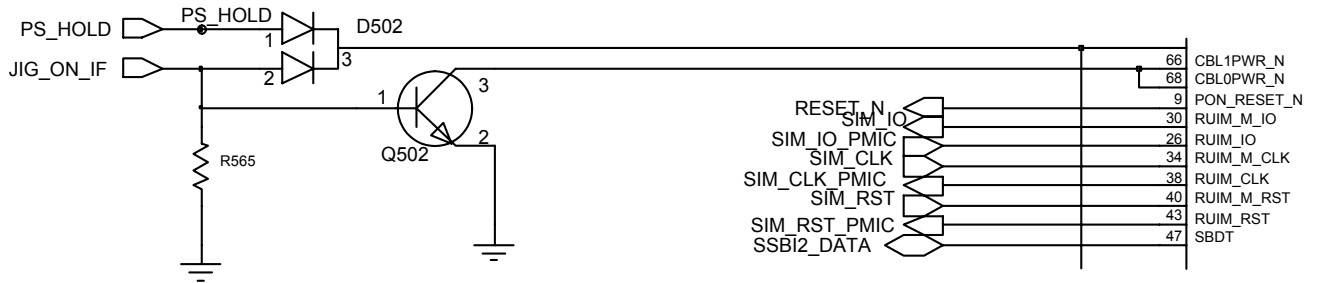 PS_HOLD
PS_HOLD
1
D502
3
JIG_ON_IF
2
1
3
2
Q502
R565
66 CBL1PWR_N
68 CBL0PWR_N
RESET_N 9 PON_RESET_N
SIM_IO 30 RUIM_M_IO
SIM_IO_PMIC 26 RUIM_IO
SIM_CLK 34 RUIM_M_CLK
SIM_CLK_PMIC 38 RUIM_CLK
SIM_RST 40 RUIM_M_RST
SIM_RST_PMIC 43 RUIM_RST
SSBI2_DATA 47 SBDT